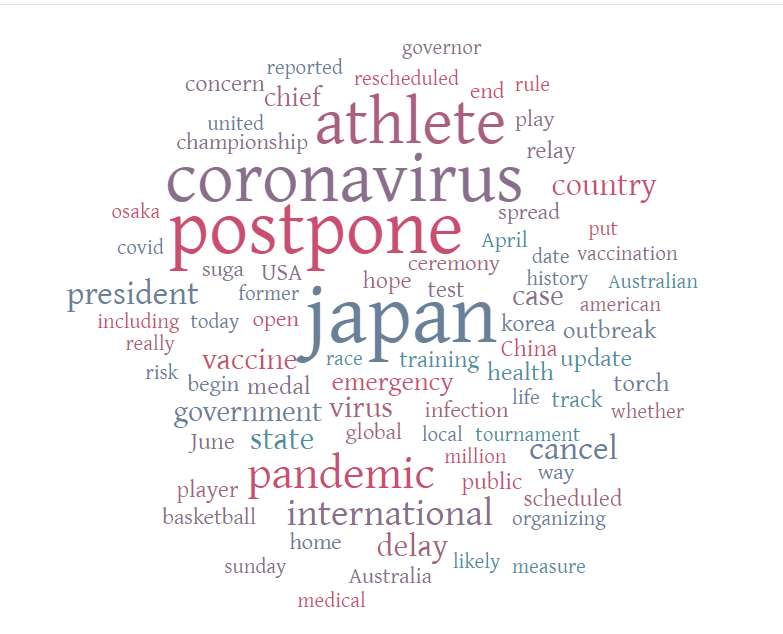 governor
reported
rescheduled
concern
chief
end
rule
united
athlete
play
championship
relay
coronavirus
country
osaka
postpone
spread
put
covid
April
date
vaccination
suga
USA
ceremony
president
former
hope
test
history
Australian
case
american
including
today
open
japan
korea
outbreak
really
vaccine
race
training
China
update
risk
begin
medal
emergency
health
torch
government
virus
infection
life
track
whether
June
state
global
local
tournament
cancel
pandemic
million
way
player
public
scheduled
basketball
international
organizing
home
delay
likely
measure
sunday
Australia
medical